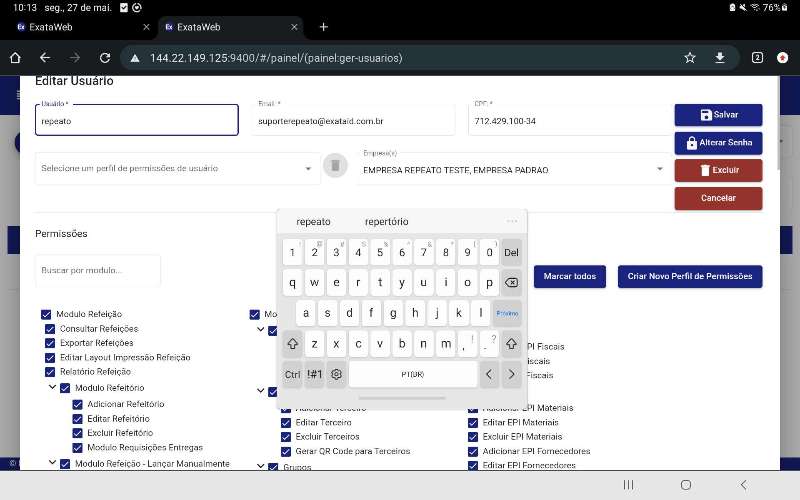 10:13 seg., 27 de mai.
76%
Ex ExataWeb
Ex ExataWeb
144.22.149.125:9400/#/painel/(painel:ger-usuarios)
2
Editar Usuário
Usuário *
repeato
Email: *
suporterepeato@exataid.com.br
CPF: *
712.429.100-34
Salvar
Alterar Senha
Excluir
Cancelar
Selecione um perfil de permissões de usuário
Empresa(s)
EMPRESA REPEATO TESTE, EMPRESA PADRAO
Permissões
Buscar por modulo...
Marcar todos
Criar Novo Perfil de Permissões
repeato repertório ...
1 2 3 4 5 6 7 8 9 0 Del
q w e r t y u i o p
a s d f g h j k l Próximo
z x c v b n m , ! . ?
Ctrl !#1 PT(BR) < >
Modulo Refeição
Consultar Refeições
Exportar Refeições
Editar Layout Impressão Refeição
Relatório Refeição
Modulo Refeitório
Adicionar Refeitório
Editar Refeitório
Excluir Refeitório
Modulo Requisições Entregas
Modulo Refeição - Lançar Manualmente
Mo
Adicionar Terceiro
Editar Terceiro
Excluir Terceiros
Gerar QR Code para Terceiros
Grupos
PI Fiscais
iscais
Fiscais
Adicionar EPI Materiais
Editar EPI Materiais
Excluir EPI Materiais
Adicionar EPI Fornecedores
Editar EPI Fornecedores